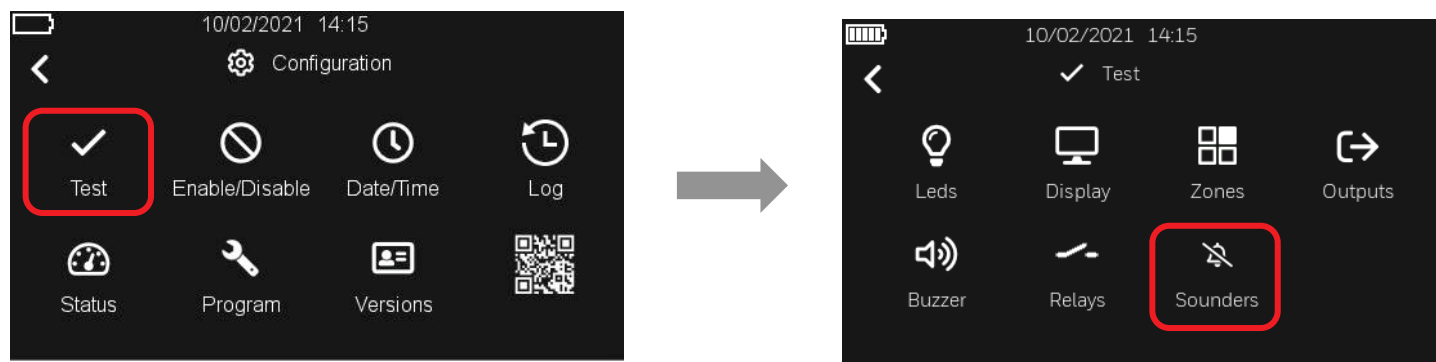 10/02/2021 14:15
Configuration
Test Enable/Disable Date/Time Log
Status Program Versions
10/02/2021 14:15
Test
Leds Display Zones Outputs
Buzzer Relays Sounders